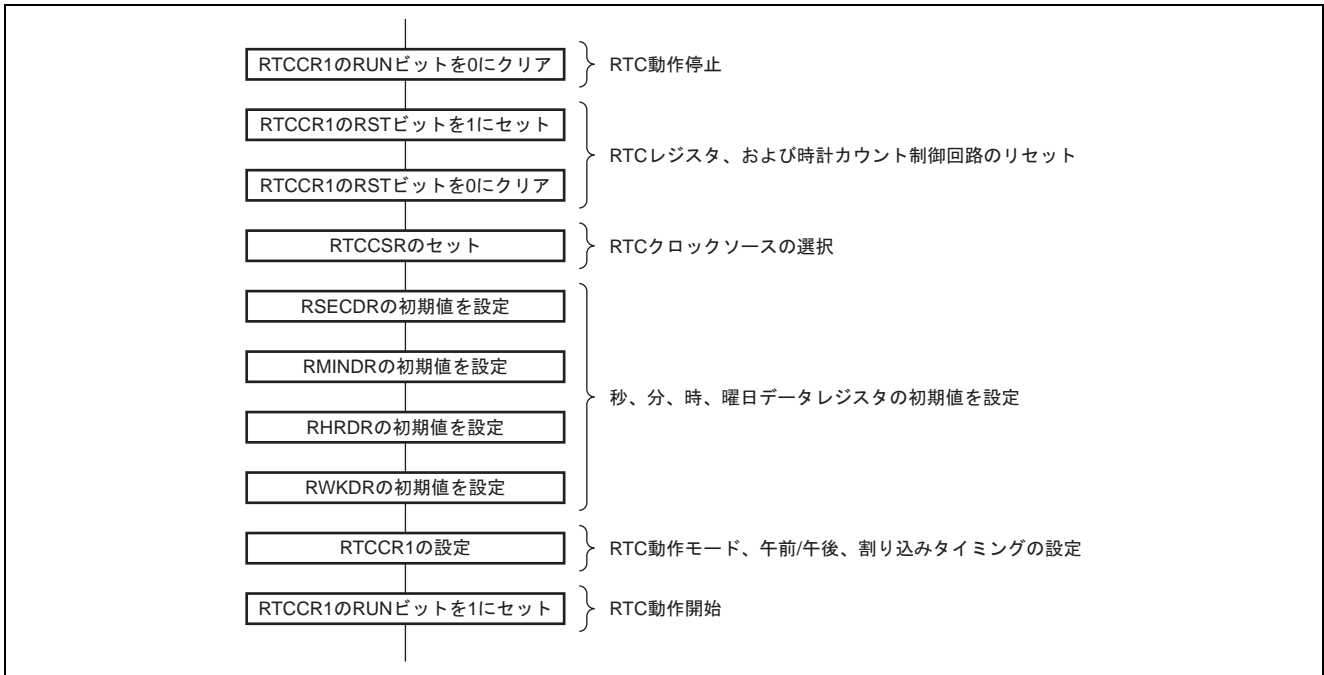 RTCCR1のRUNビットを0にクリア
RTC動作停止
RTCCR1のRSTビットを1にセット
RTCCR1のRSTビットを0にクリア
RTCレジスタ、および時計カウント制御回路のリセット
RTCCSRのセット
RTCクロックソースの選択
RSECDRの初期値を設定
RMINDRの初期値を設定
RHRDRの初期値を設定
RWKDRの初期値を設定
秒、分、時、曜日データレジスタの初期値を設定
RTCCR1の設定
RTC動作モード、午前/午後、割り込みタイミングの設定
RTCCR1のRUNビットを1にセット
RTC動作開始